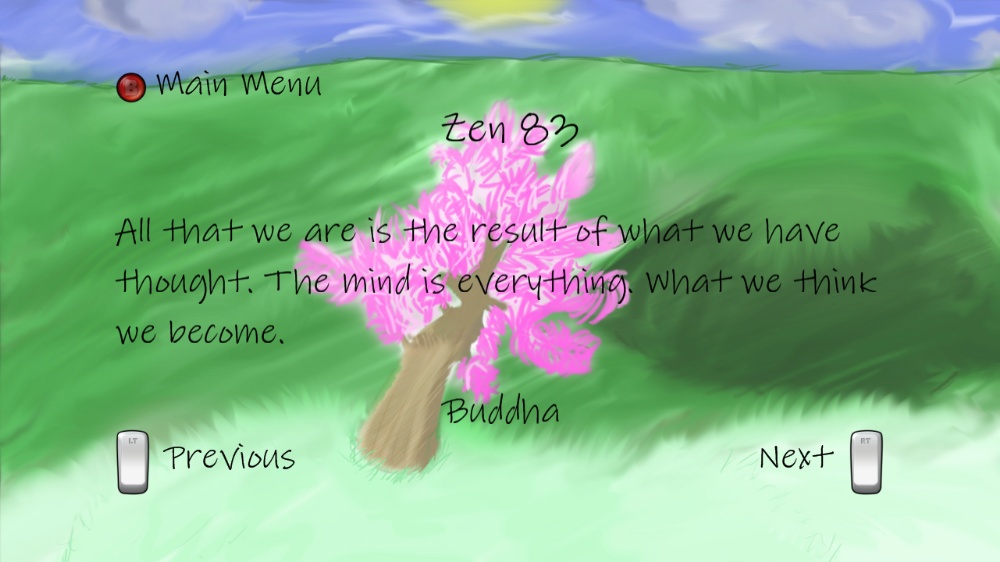 B Main Menu
Zen 83
All that we are is the result of what we have
thought. The mind is everything. What we think
we become.
Buddha
LT Previous
Next RT